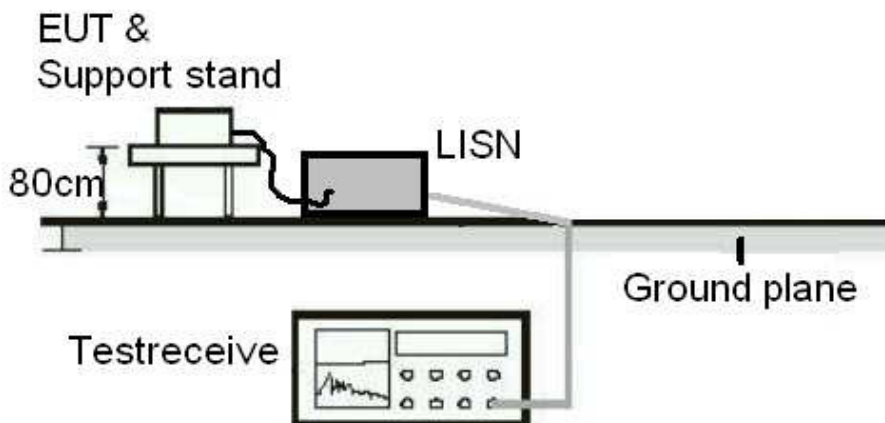 EUT &
Support stand
LISN
80cm
Ground plane
Testreceive